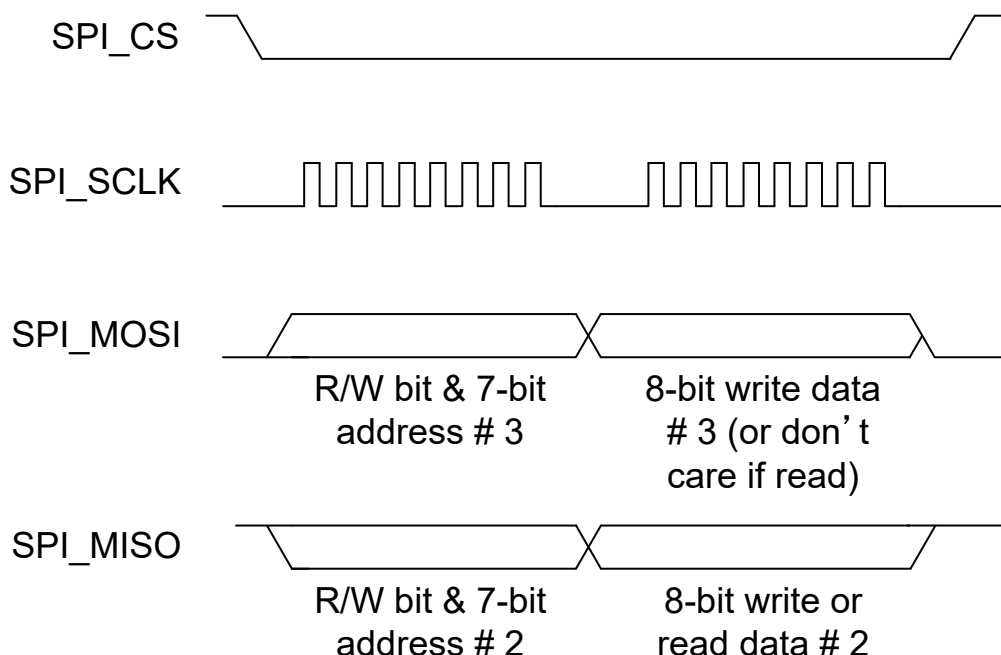 SPI_CS
SPI_SCLK
SPI_MOSI
R/W bit & 7-bit
address # 3
8-bit write data
# 3 (or don’t
care if read)
SPI_MISO
R/W bit & 7-bit
address # 2
8-bit write or
read data # 2